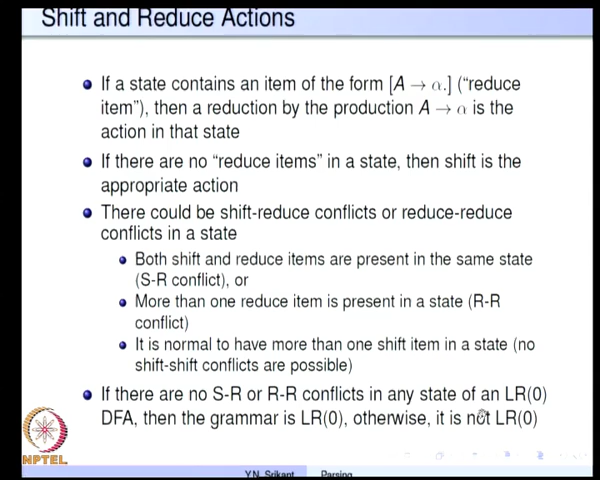 Shift and Reduce Actions
If a state contains an item of the form [A → α.] (“reduce
item”), then a reduction by the production A → α is the
action in that state
If there are no “reduce items” in a state, then shift is the
appropriate action
There could be shift-reduce conflicts or reduce-reduce
conflicts in a state
Both shift and reduce items are present in the same state
(S-R conflict), or
More than one reduce item is present in a state (R-R
conflict)
It is normal to have more than one shift item in a state (no
shift-shift conflicts are possible)
If there are no S-R or R-R conflicts in any state of an LR(0)
DFA, then the grammar is LR(0), otherwise, it is not LR(0)
NPTEL
Y.N. Srikant Parsing